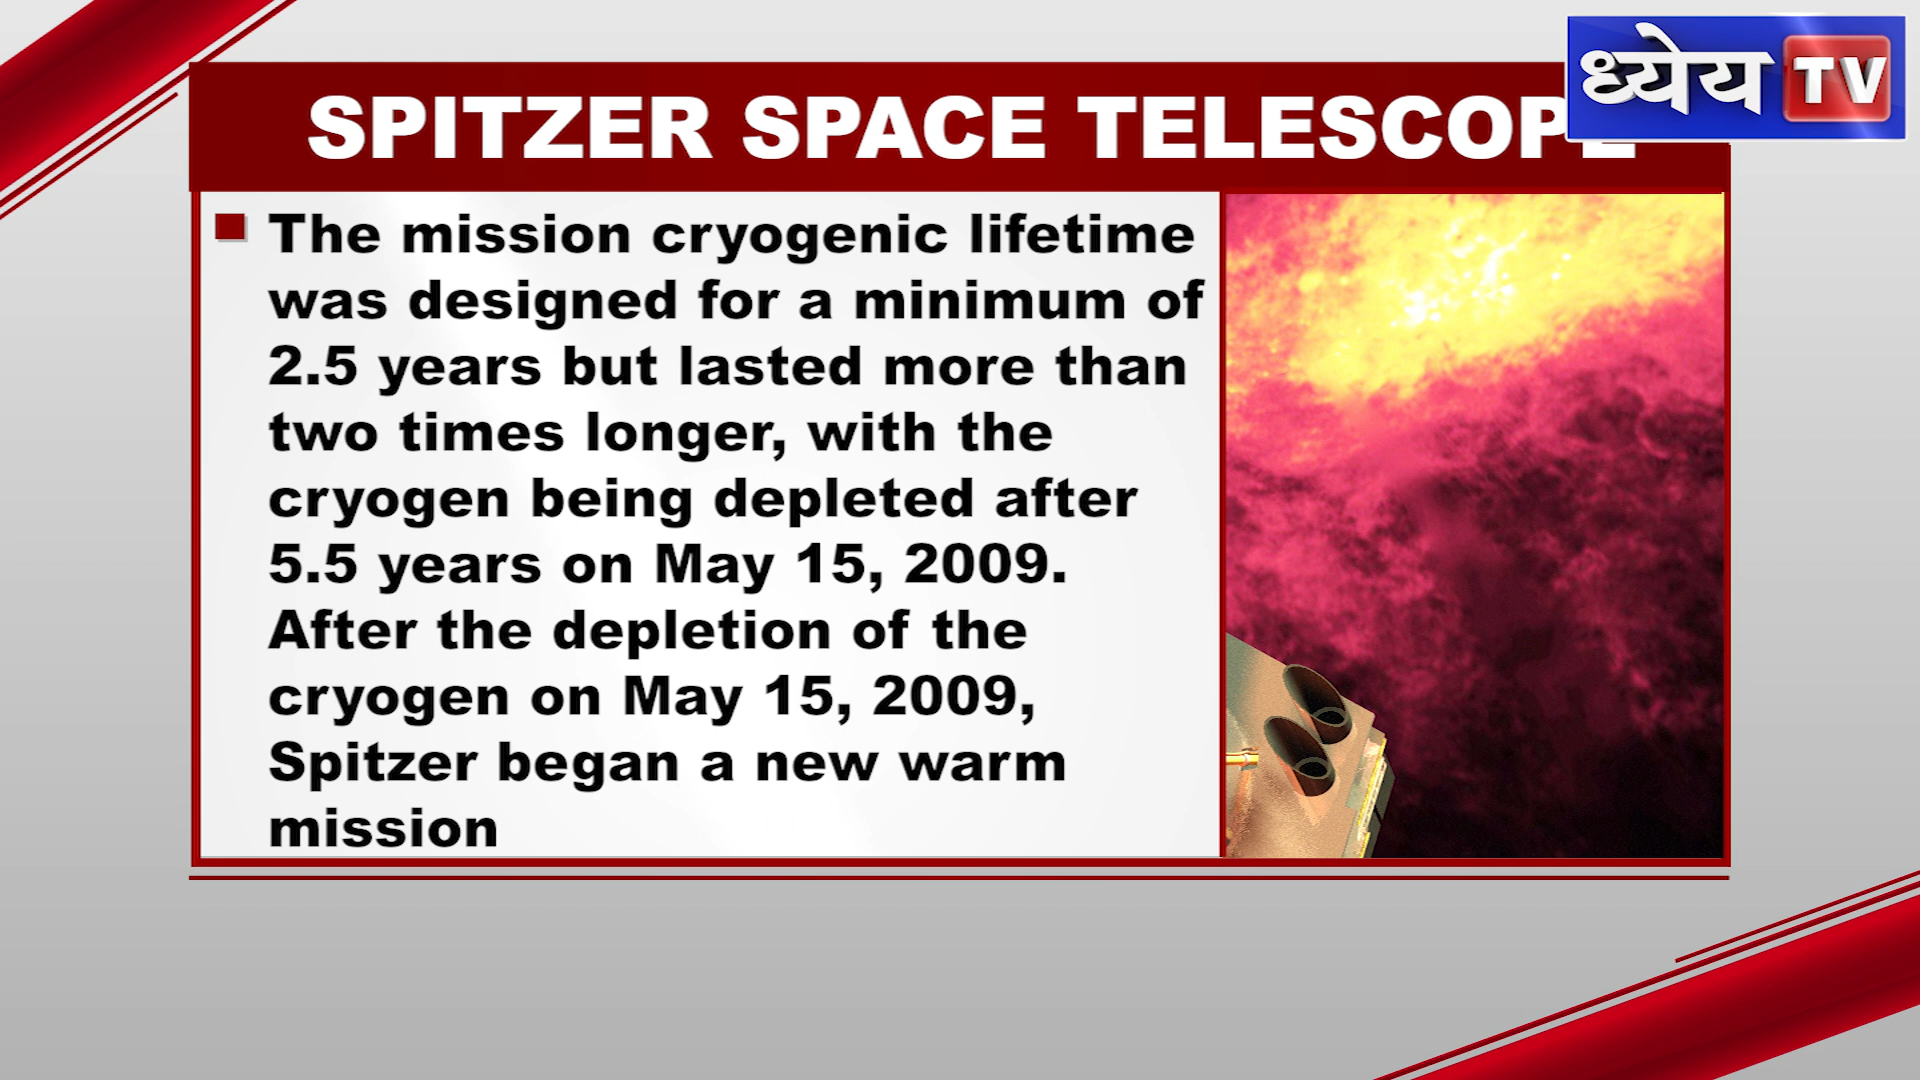 ध्येय TV
SPITZER SPACE TELESCOPE
The mission cryogenic lifetime
was designed for a minimum of
2.5 years but lasted more than
two times longer, with the
cryogen being depleted after
5.5 years on May 15, 2009.
After the depletion of the
cryogen on May 15, 2009,
Spitzer began a new warm
mission